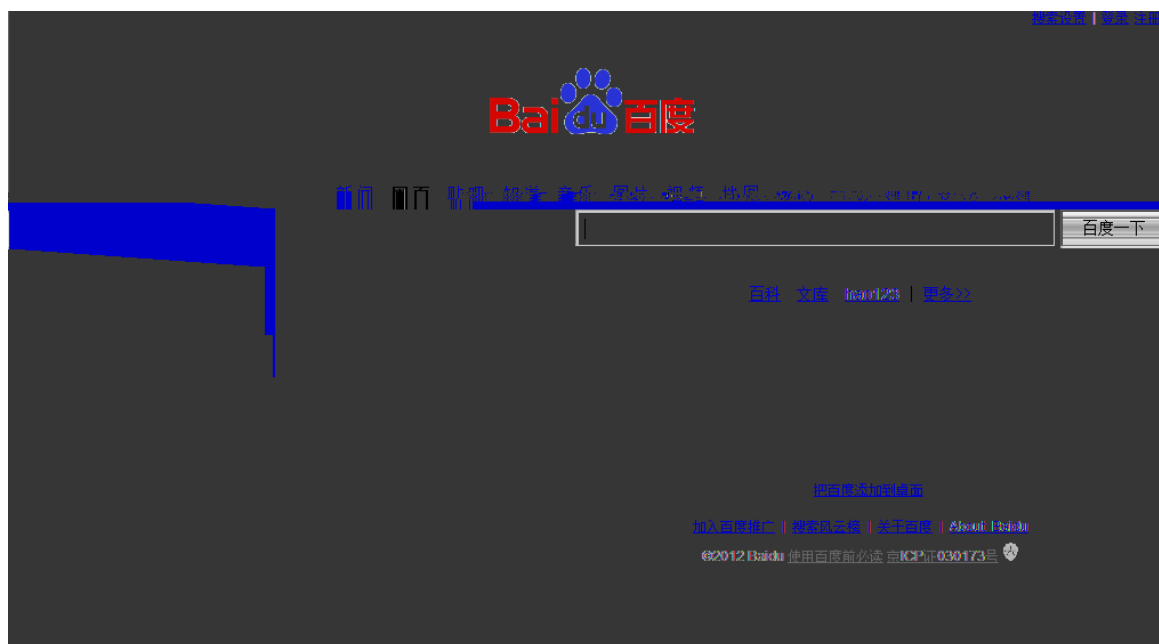 搜索设置 | 登录 注册
Bai du 百度
新闻 网页 贴吧 知道 音乐 图片 视频 地图
百度一下
百科 文库 hao123 | 更多>>
把百度添加到桌面
加入百度推广 | 搜索风云榜 | 关于百度 | About Baidu
©2012 Baidu 使用百度前必读 京ICP证030173号